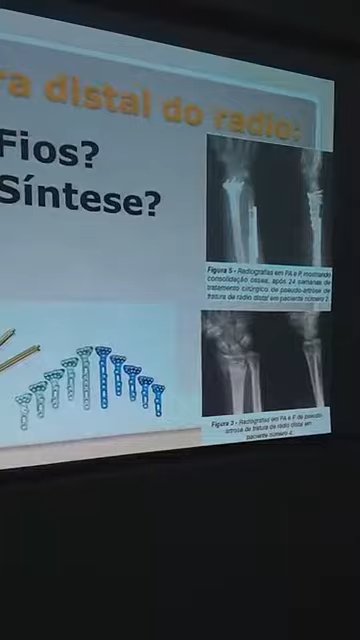 ra distal do radio:
Fios?
Síntese?
Figura 5 - Radiografias em PA e P, mostrando
consolidação óssea, após 24 semanas de
tratamento cirúrgico de pseudo-artrose de
fratura de rádio distal em paciente número 2.
Figura 3 - Radiografias em PA e P de pseudo-
artrose de fratura de rádio distal em
paciente número 4.